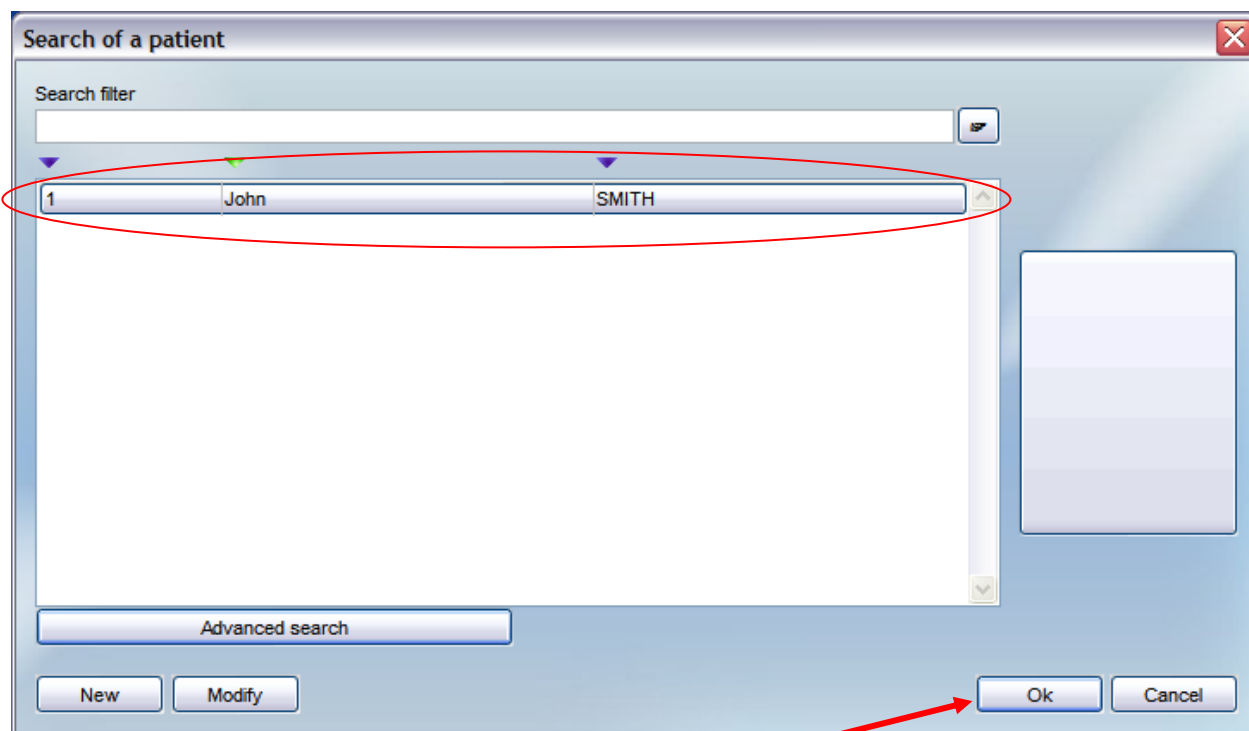 Search of a patient
Search filter
1 John SMITH
Advanced search
New Modify Ok Cancel